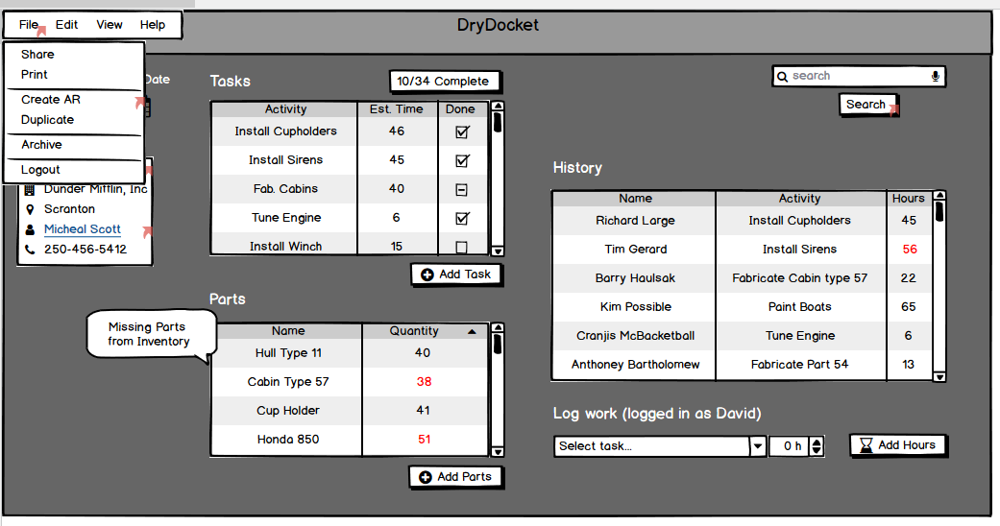 File Edit View Help
DryDocket
Share
Print
Create AR
Duplicate
Archive
Logout
Date
Dunder Mifflin, Inc
Scranton
Micheal Scott
250-456-5412
Tasks
10/34 Complete
Activity Est. Time Done
Install Cupholders 46
Install Sirens 45
Fab. Cabins 40
Tune Engine 6
Install Winch 15
Add Task
Parts
Missing Parts
from Inventory
Name Quantity
Hull Type 11 40
Cabin Type 57 38
Cup Holder 41
Honda 850 51
Add Parts
search
Search
History
Name Activity Hours
Richard Large Install Cupholders 45
Tim Gerard Install Sirens 56
Barry Haulsak Fabricate Cabin type 57 22
Kim Possible Paint Boats 65
Cranjis McBacketball Tune Engine 6
Anthoney Bartholomew Fabricate Part 54 13
Log work (logged in as David)
Select task... 0 h Add Hours